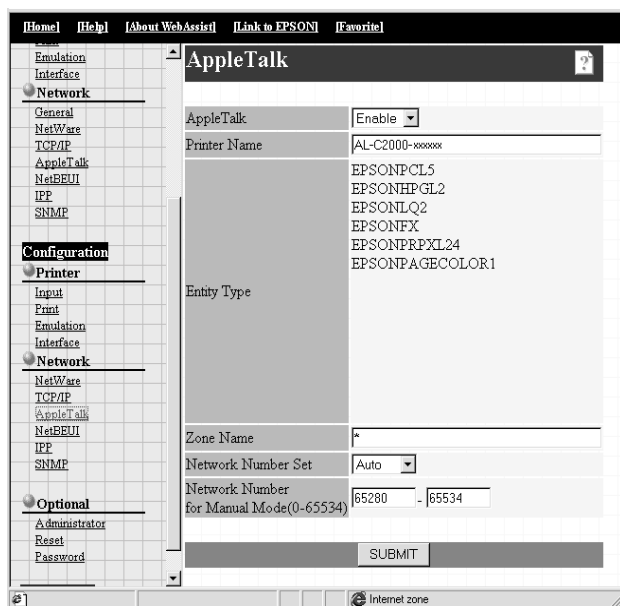 [Home] [Help] [About WebAssist] [Link to EPSON] [Favorite]
Emulation
Interface
Network
General
NetWare
TCP/IP
AppleTalk
NetBEUI
IPP
SNMP
Configuration
Printer
Input
Print
Emulation
Interface
Network
NetWare
TCP/IP
AppleTalk
NetBEUI
IPP
SNMP
Optional
Administrator
Reset
Password
AppleTalk
?
AppleTalk Enable
Printer Name AL-C2000-xxxxxx
Entity Type
EPSONPCL5
EPSONHPGL2
EPSONLQ2
EPSONFX
EPSONPRPXL24
EPSONPAGECOLOR1
Zone Name *
Network Number Set Auto
Network Number
for Manual Mode(0-65534) 65280 - 65534
SUBMIT
Internet zone